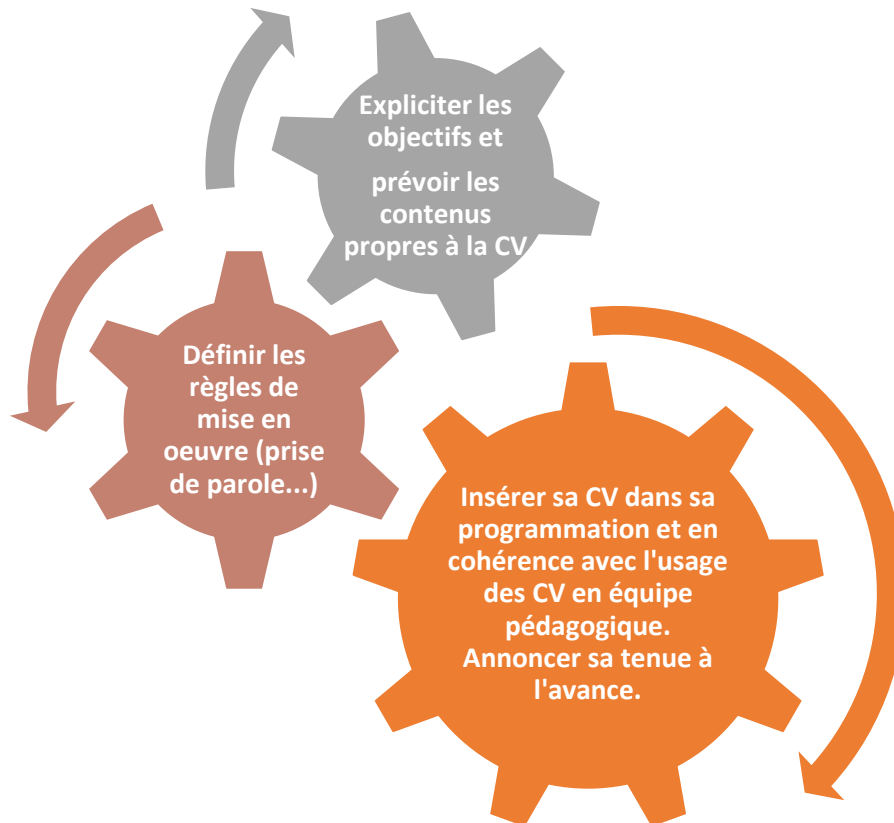 Expliciter les
objectifs et
prévoir les
contenus
propres à la CV
Définir les
règles de
mise en
oeuvre (prise
de parole...)
Insérer sa CV dans sa
programmation et en
cohérence avec l'usage
des CV en équipe
pédagogique.
Annoncer sa tenue à
l'avance.